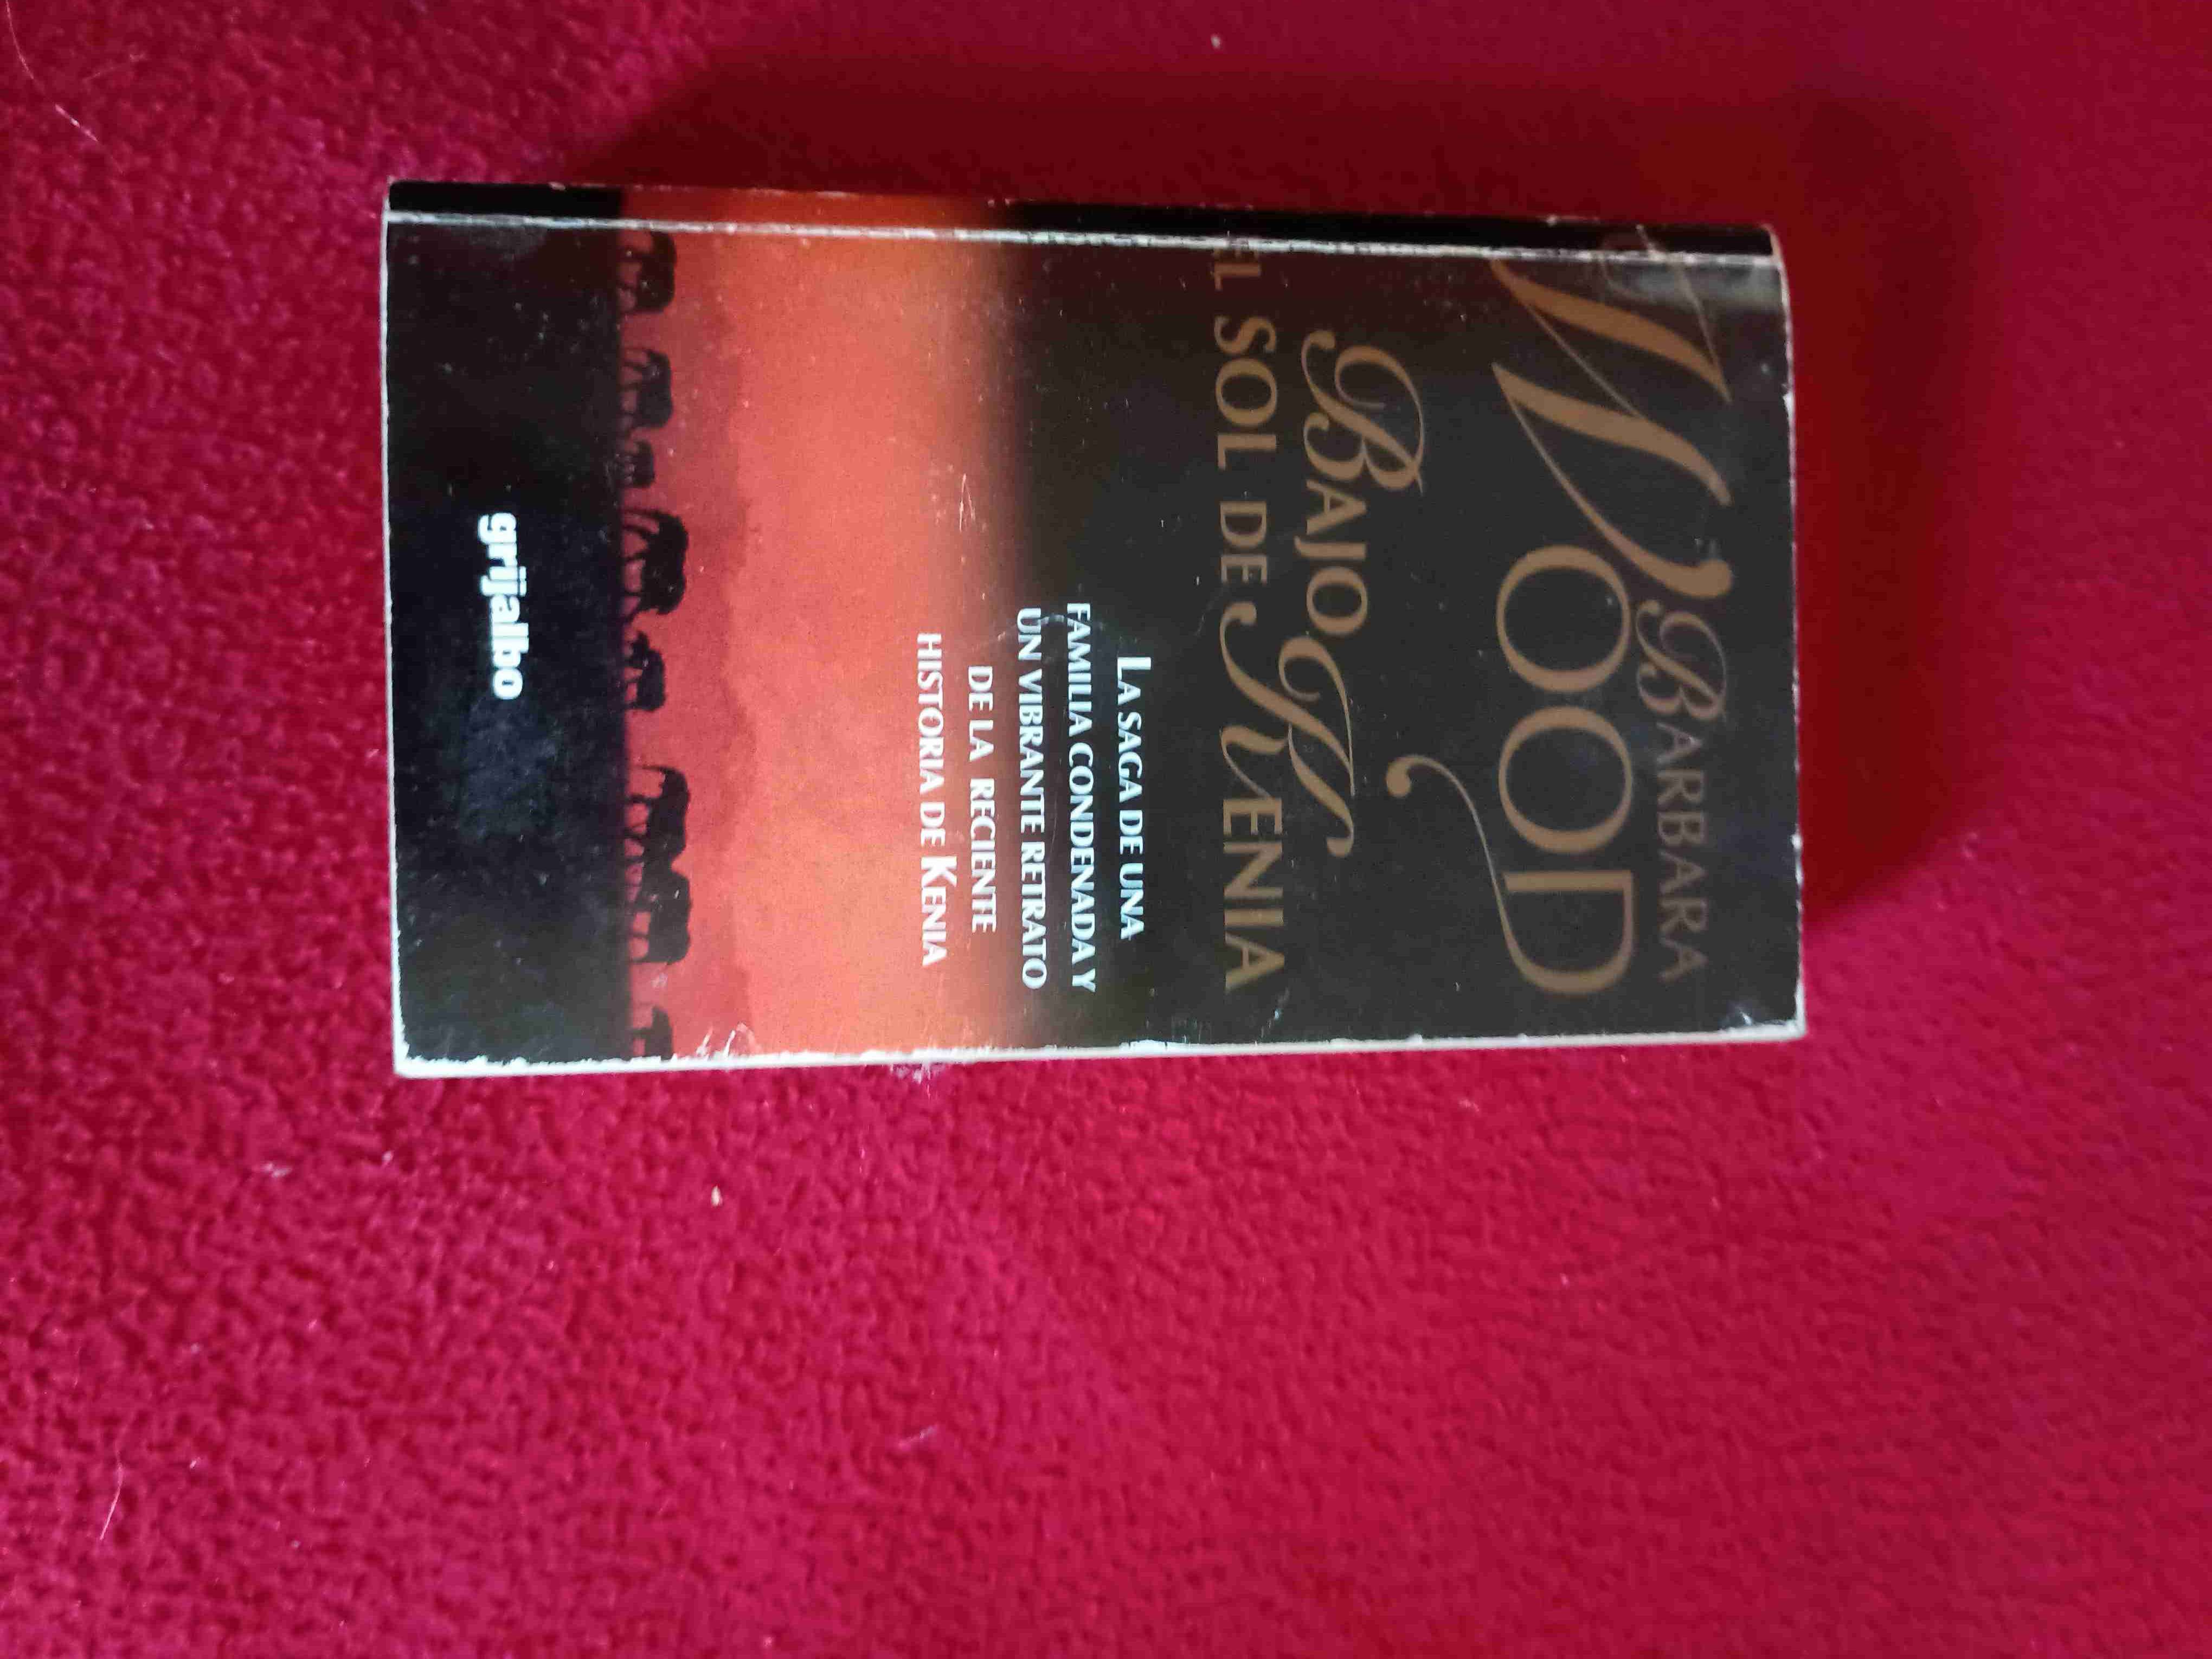 BARBARA
WOOD
BAJO
EL SOL DE KENIA
LA SAGA DE UNA
FAMILIA CONDENADA Y
UN VIBRANTE RETRATO
DE LA RECIENTE
HISTORIA DE KENIA
grijalbo